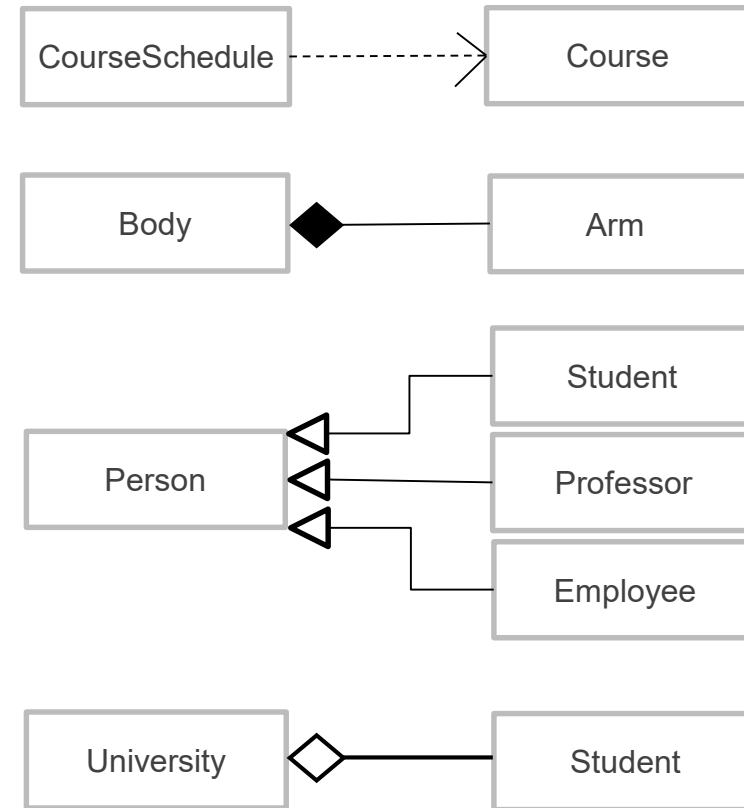 CourseSchedule
Course
Body
Arm
Student
Person
Professor
Employee
University
Student